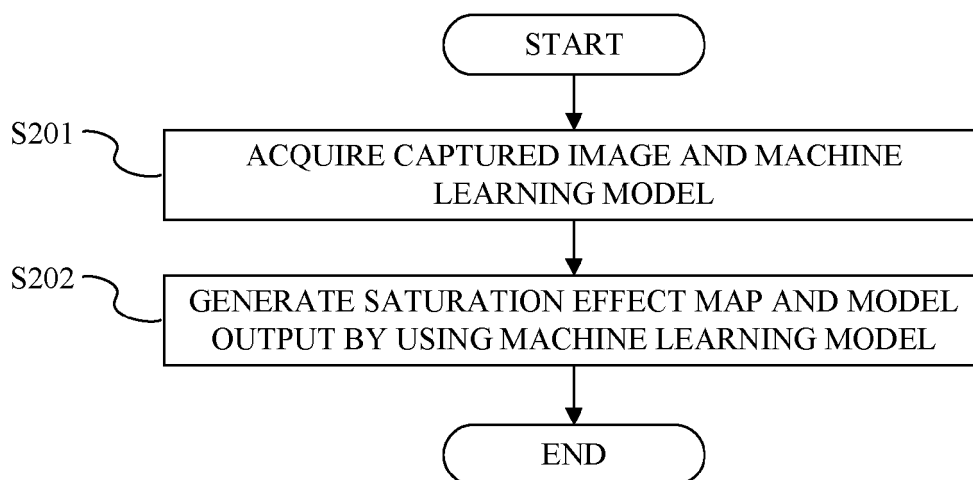 START
S201
ACQUIRE CAPTURED IMAGE AND MACHINE
LEARNING MODEL
S202
GENERATE SATURATION EFFECT MAP AND MODEL
OUTPUT BY USING MACHINE LEARNING MODEL
END